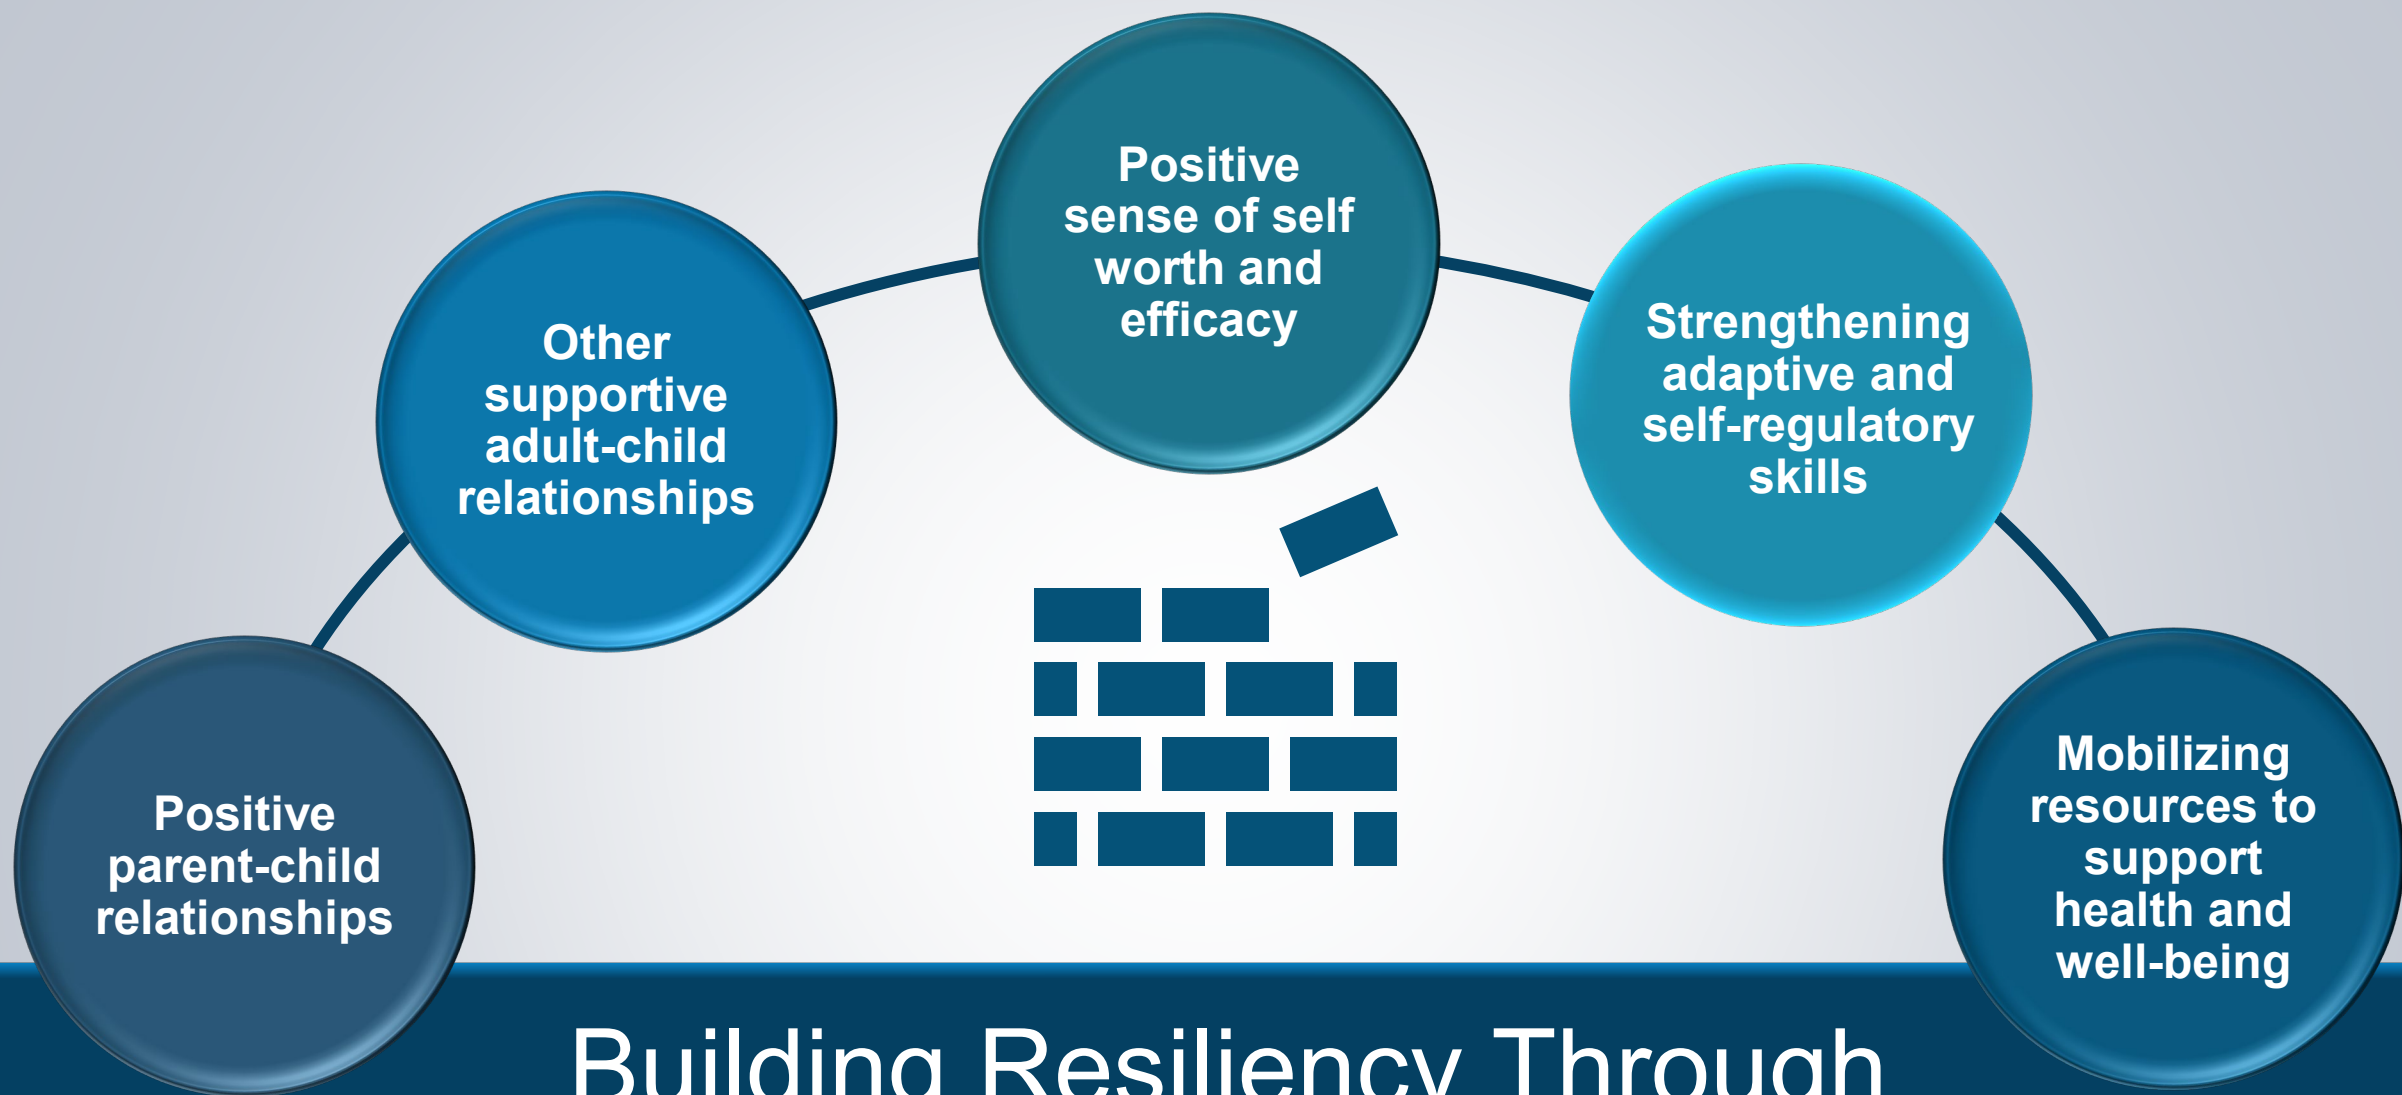 Positive
parent-child
relationships
Other
supportive
adult-child
relationships
Positive
sense of self
worth and
efficacy
Strengthening
adaptive and
self-regulatory
skills
Mobilizing
resources to
support
health and
well-being
Building Resiliency Through